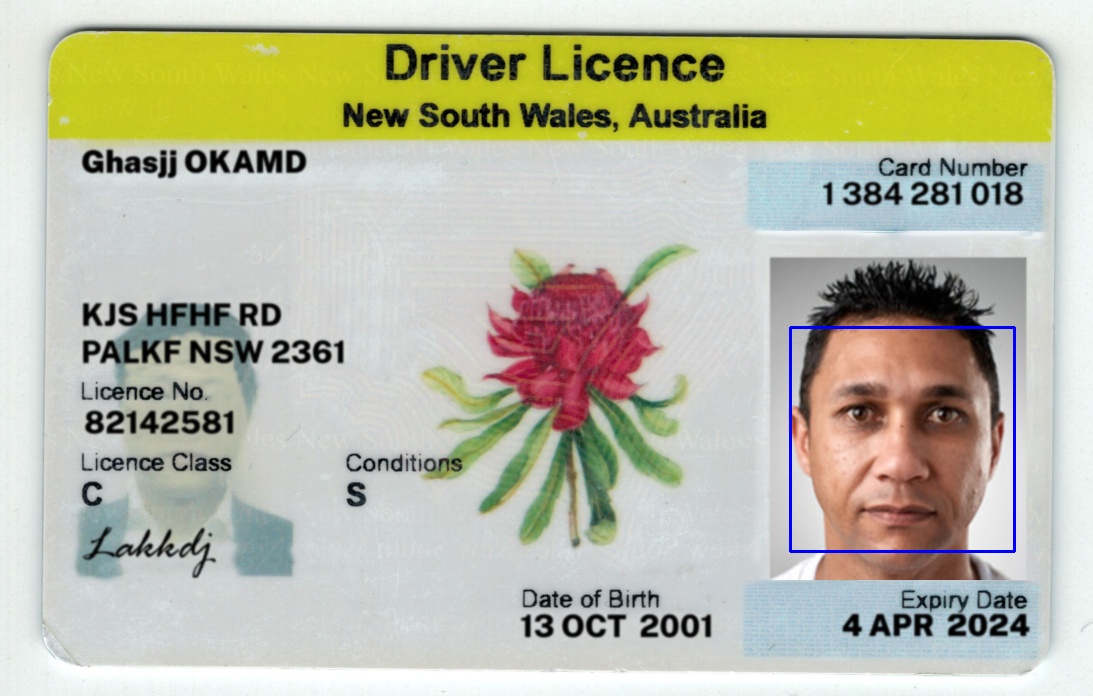 Driver Licence
New South Wales, Australia
Ghasjj OKAMD
Card Number
1 384 281 018
KJS HFHF RD
PALKF NSW 2361
Licence No.
82142581
Licence Class
Conditions
C
S
Lakkdj
Date of Birth
13 OCT 2001
Expiry Date
4 APR 2024